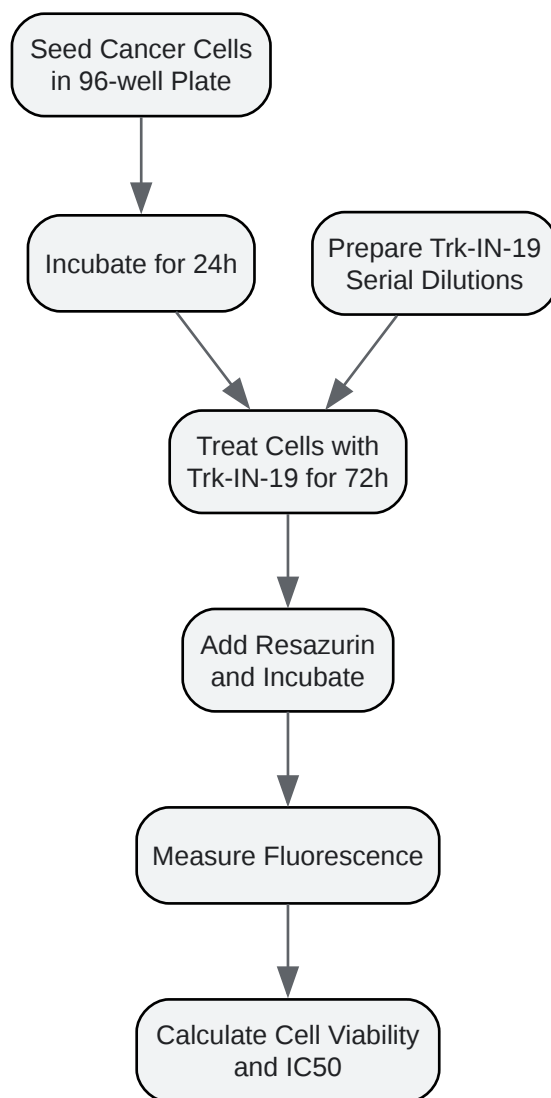 Seed Cancer Cells
in 96-well Plate
Incubate for 24h
Prepare Trk-IN-19
Serial Dilutions
Treat Cells with
Trk-IN-19 for 72h
Add Resazurin
and Incubate
Measure Fluorescence
Calculate Cell Viability
and IC50